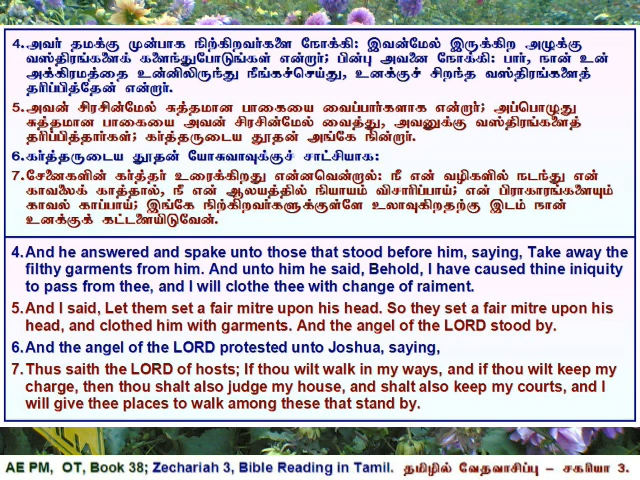 4. அவர் தமக்கு முன்பாக நிற்கிறவர்களை நோக்கி: இவன்மேல் இருக்கிற அழுக்கு
வஸ்திரங்களைக் களைந்துபோடுங்கள் என்றார்; பின்பு அவனை நோக்கி: பார், நான் உன்
அக்கிரமத்தை உன்னிலிருந்து நீங்கச்செய்து, உனக்குச் சிறந்த வஸ்திரங்களைத்
தரிப்பித்தேன் என்றார்.
5. அவன் சிரசின்மேல் சுத்தமான பாகையை வைப்பார்களாக என்றார்; அப்பொழுது
சுத்தமான பாகையை அவன் சிரசின்மேல் வைத்து, அவனுக்கு வஸ்திரங்களைத்
தரிப்பித்தார்கள்; கர்த்தருடைய தூதன் அங்கே நின்றார்.
6. கர்த்தருடைய தூதன் யோசுவாவுக்குச் சாட்சியாக:
7. சேனைகளின் கர்த்தர் உரைக்கிறது என்னவென்றால்: நீ என் வழிகளில் நடந்து என்
காவலைக் காத்தால், நீ என் ஆலயத்தில் நியாயம் விசாரிப்பாய்; என் பிராகாரங்களையும்
காவல் காப்பாய்; இங்கே நிற்கிறவர்களுக்குள்ளே உலாவுகிறதற்கு இடம் நான்
உனக்குக் கட்டளையிடுவேன்.
4. And he answered and spake unto those that stood before him, saying, Take away the
filthy garments from him. And unto him he said, Behold, I have caused thine iniquity
to pass from thee, and I will clothe thee with change of raiment.
5. And I said, Let them set a fair mitre upon his head. So they set a fair mitre upon his
head, and clothed him with garments. And the angel of the LORD stood by.
6. And the angel of the LORD protested unto Joshua, saying,
7. Thus saith the LORD of hosts; If thou wilt walk in my ways, and if thou wilt keep my
charge, then thou shalt also judge my house, and shalt also keep my courts, and I
will give thee places to walk among these that stand by.
AE PM, OT, Book 38; Zechariah 3, Bible Reading in Tamil. தமிழில் வேதவாசிப்பு – சகரியா 3.